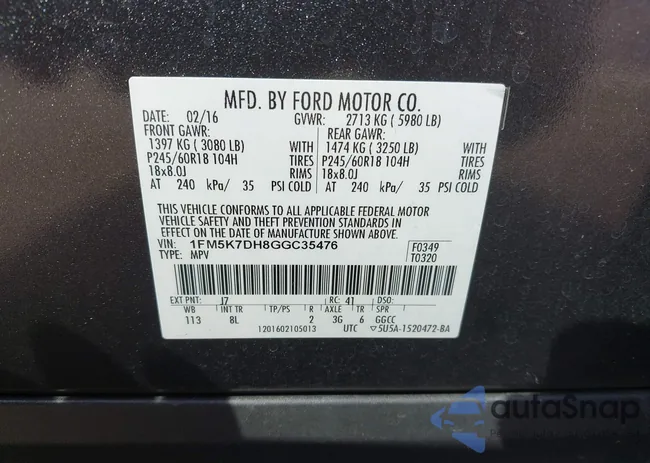 MFD. BY FORD MOTOR CO.
DATE: 02/16 GVWR: 2713 KG ( 5980 LB)
FRONT GAWR: REAR GAWR:
1397 KG ( 3080 LB) WITH 1474 KG ( 3250 LB) WITH
P245/60R18 104H TIRES P245/60R18 104H TIRES
18x8.0J RIMS 18x8.0J RIMS
AT 240 kPa/ 35 PSI COLD AT 240 kPa/ 35 PSI COLD
THIS VEHICLE CONFORMS TO ALL APPLICABLE FEDERAL MOTOR
VEHICLE SAFETY AND THEFT PREVENTION STANDARDS IN
EFFECT ON THE DATE OF MANUFACTURE SHOWN ABOVE.
VIN: 1FM5K7DH8GGC35476 F0349
TYPE: MPV T0320
EXT PNT: J7 RC: 41 DSO:
WB INT TR TP/PS R AXLE TR SPR
113 8L 2 3G 6 GGCC
1201602105013 UTC 5U5A-1520472-BA
autoSnap